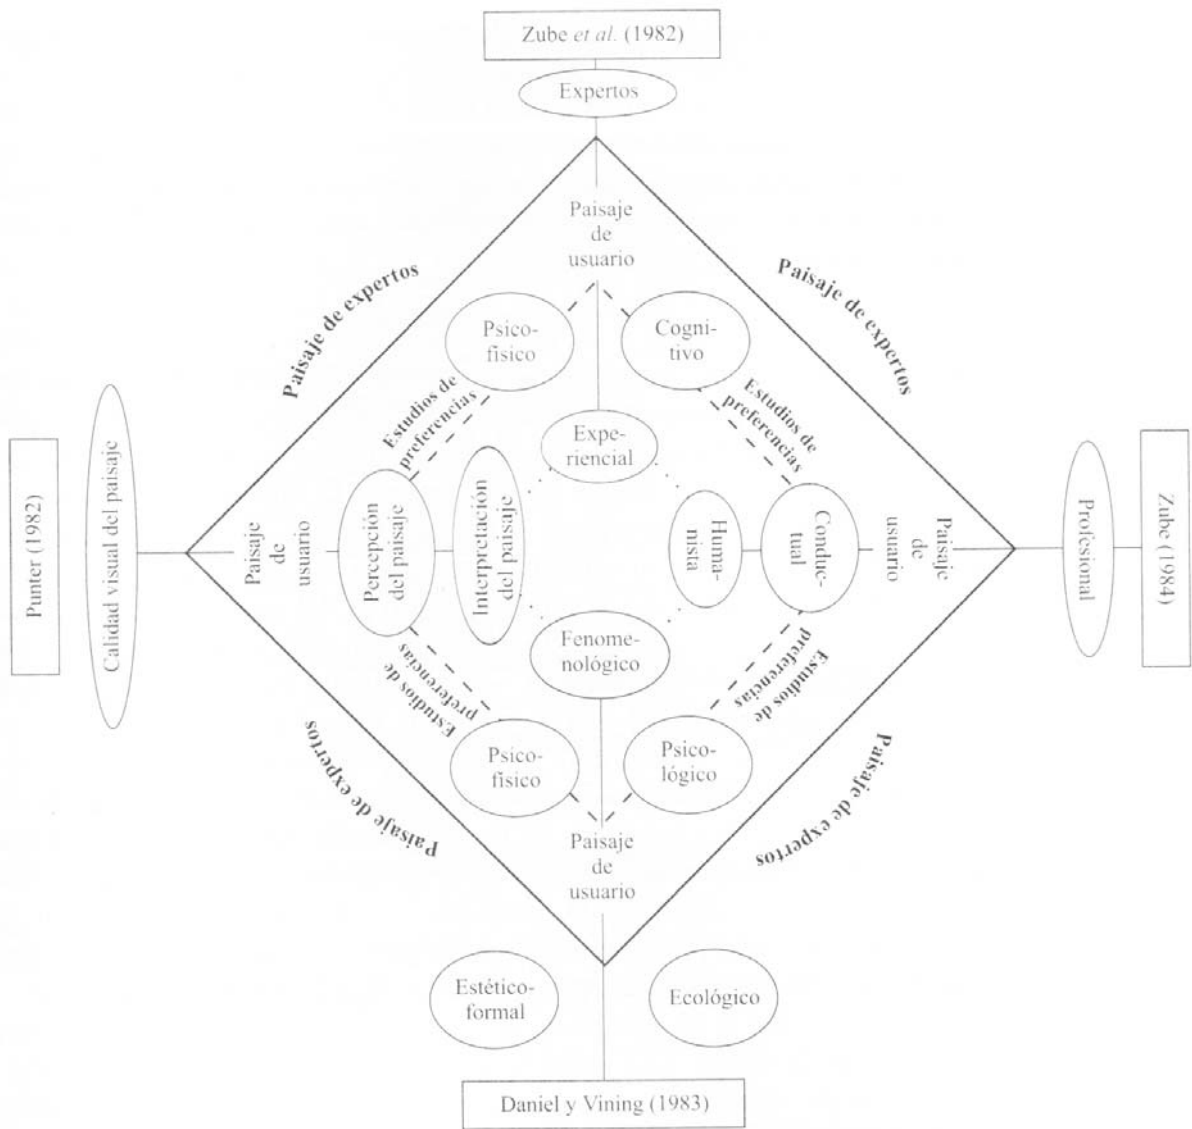 Zube et al. (1982)
Expertos
Paisaje
de
usuario
Paisaje de expertos
Paisaje de expertos
Psico-
físico
Cogni-
tivo
Estudios de
preferencias
Estudios de
preferencias
Expe-
riencial
Punter (1982)
Calidad visual del paisaje
Paisaje
de
usuario
Percepción
del paisaje
Interpretación
del paisaje
Huma-
nista
Conduc-
tual
Paisaje
de
usuario
Profesional
Zube (1984)
Fenome-
nológico
Estudios de
preferencias
Estudios de
preferencias
Psico-
físico
Psico-
lógico
Paisaje de expertos
Paisaje de expertos
Paisaje
de
usuario
Estético-
formal
Ecológico
Daniel y Vining (1983)